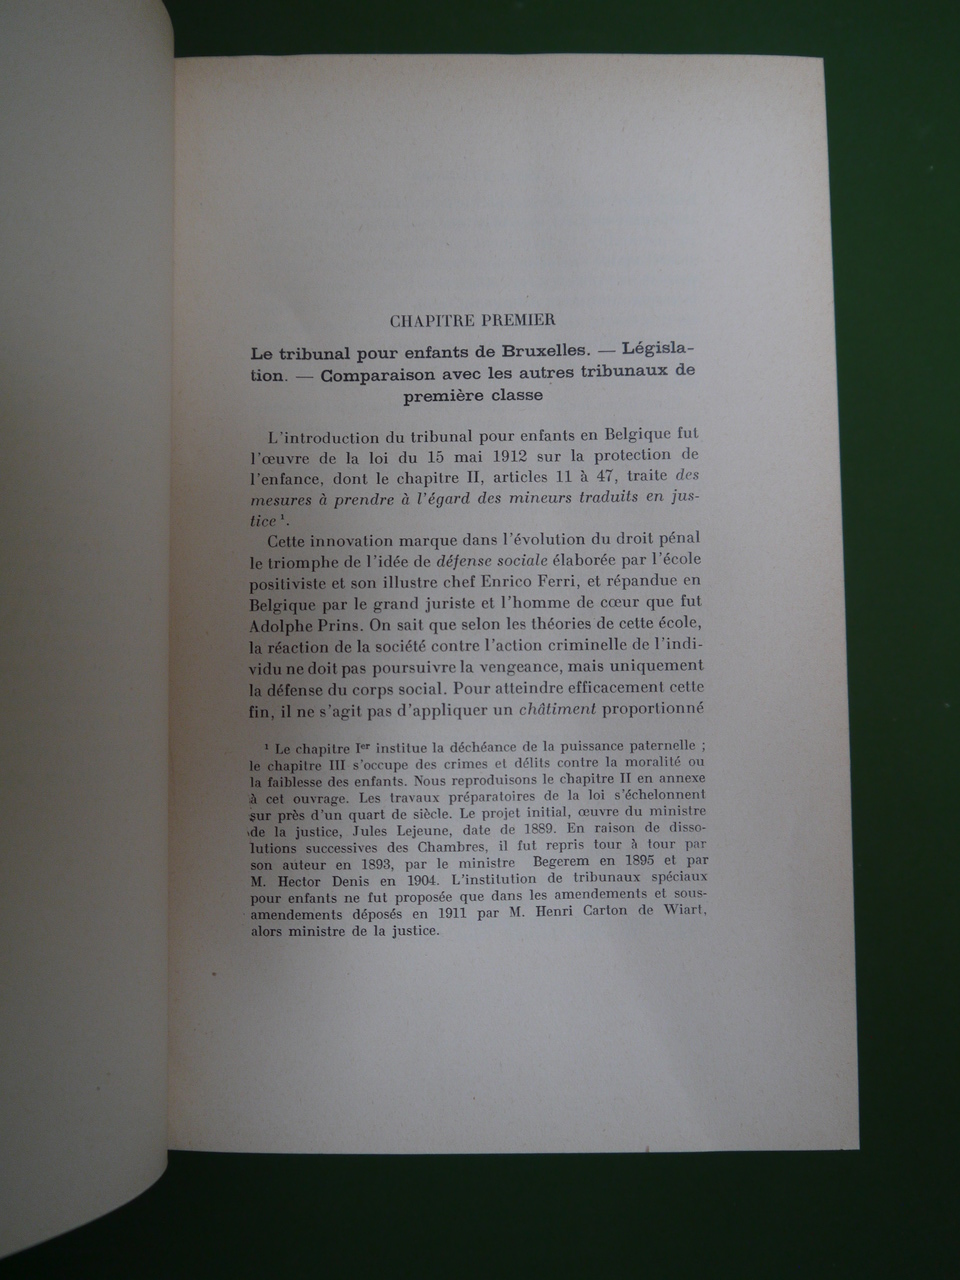 CHAPITRE PREMIER
Le tribunal pour enfants de Bruxelles. — Législa-
tion. — Comparaison avec les autres tribunaux de
première classe
L'introduction du tribunal pour enfants en Belgique fut
l'œuvre de la loi du 15 mai 1912 sur la protection de
l'enfance, dont le chapitre II, articles 11 à 47, traite des
mesures à prendre à l'égard des mineurs traduits en jus-
tice ¹.
Cette innovation marque dans l'évolution du droit pénal
le triomphe de l'idée de défense sociale élaborée par l'école
positiviste et son illustre chef Enrico Ferri, et répandue en
Belgique par le grand juriste et l'homme de cœur que fut
Adolphe Prins. On sait que selon les théories de cette école,
la réaction de la société contre l'action criminelle de l'indi-
vidu ne doit pas poursuivre la vengeance, mais uniquement
la défense du corps social. Pour atteindre efficacement cette
fin, il ne s'agit pas d'appliquer un châtiment proportionné
¹ Le chapitre Iᵉʳ institue la déchéance de la puissance paternelle ;
le chapitre III s'occupe des crimes et délits contre la moralité ou
la faiblesse des enfants. Nous reproduisons le chapitre II en annexe
à cet ouvrage. Les travaux préparatoires de la loi s'échelonnent
sur près d'un quart de siècle. Le projet initial, œuvre du ministre
de la justice, Jules Lejeune, date de 1889. En raison de disso-
lutions successives des Chambres, il fut repris tour à tour par
son auteur en 1893, par le ministre Begerem en 1895 et par
M. Hector Denis en 1904. L'institution de tribunaux spéciaux
pour enfants ne fut proposée que dans les amendements et sous-
amendements déposés en 1911 par M. Henri Carton de Wiart,
alors ministre de la justice.